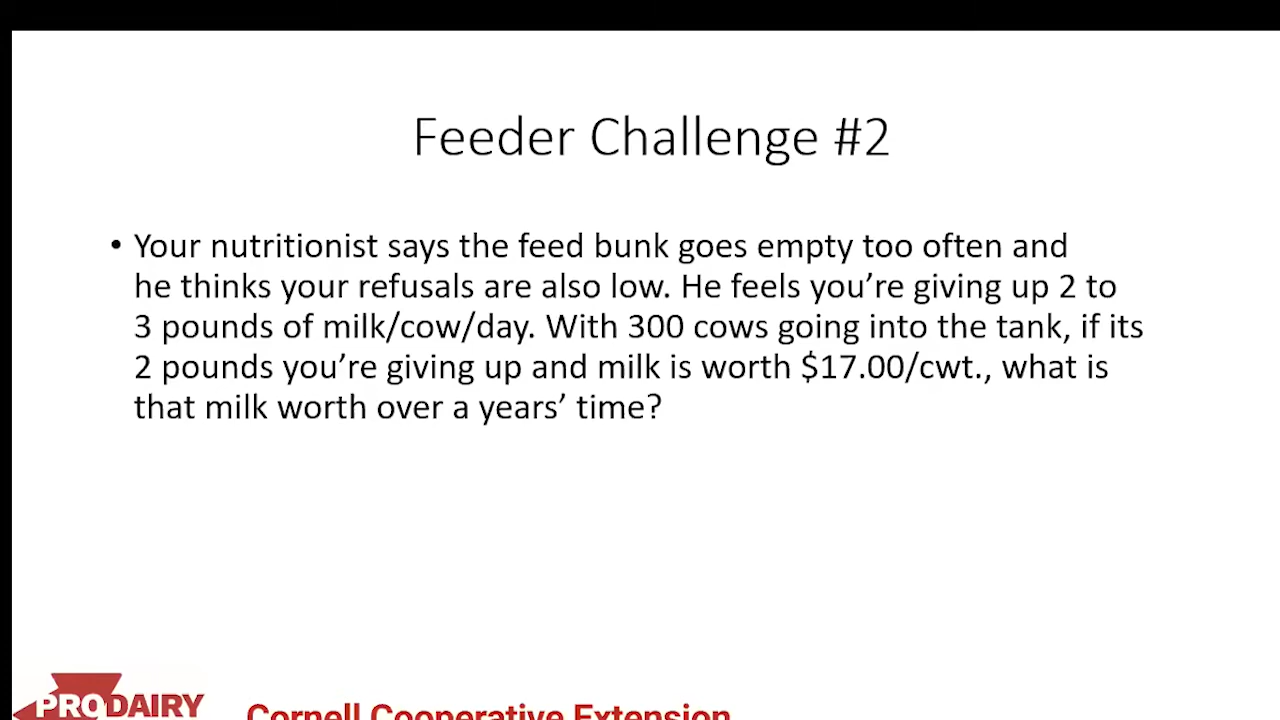 Feeder Challenge #2
• Your nutritionist says the feed bunk goes empty too often and
he thinks your refusals are also low. He feels you’re giving up 2 to
3 pounds of milk/cow/day. With 300 cows going into the tank, if its
2 pounds you’re giving up and milk is worth $17.00/cwt., what is
that milk worth over a years’ time?
PRODAIRY
Cornell Cooperative Extension